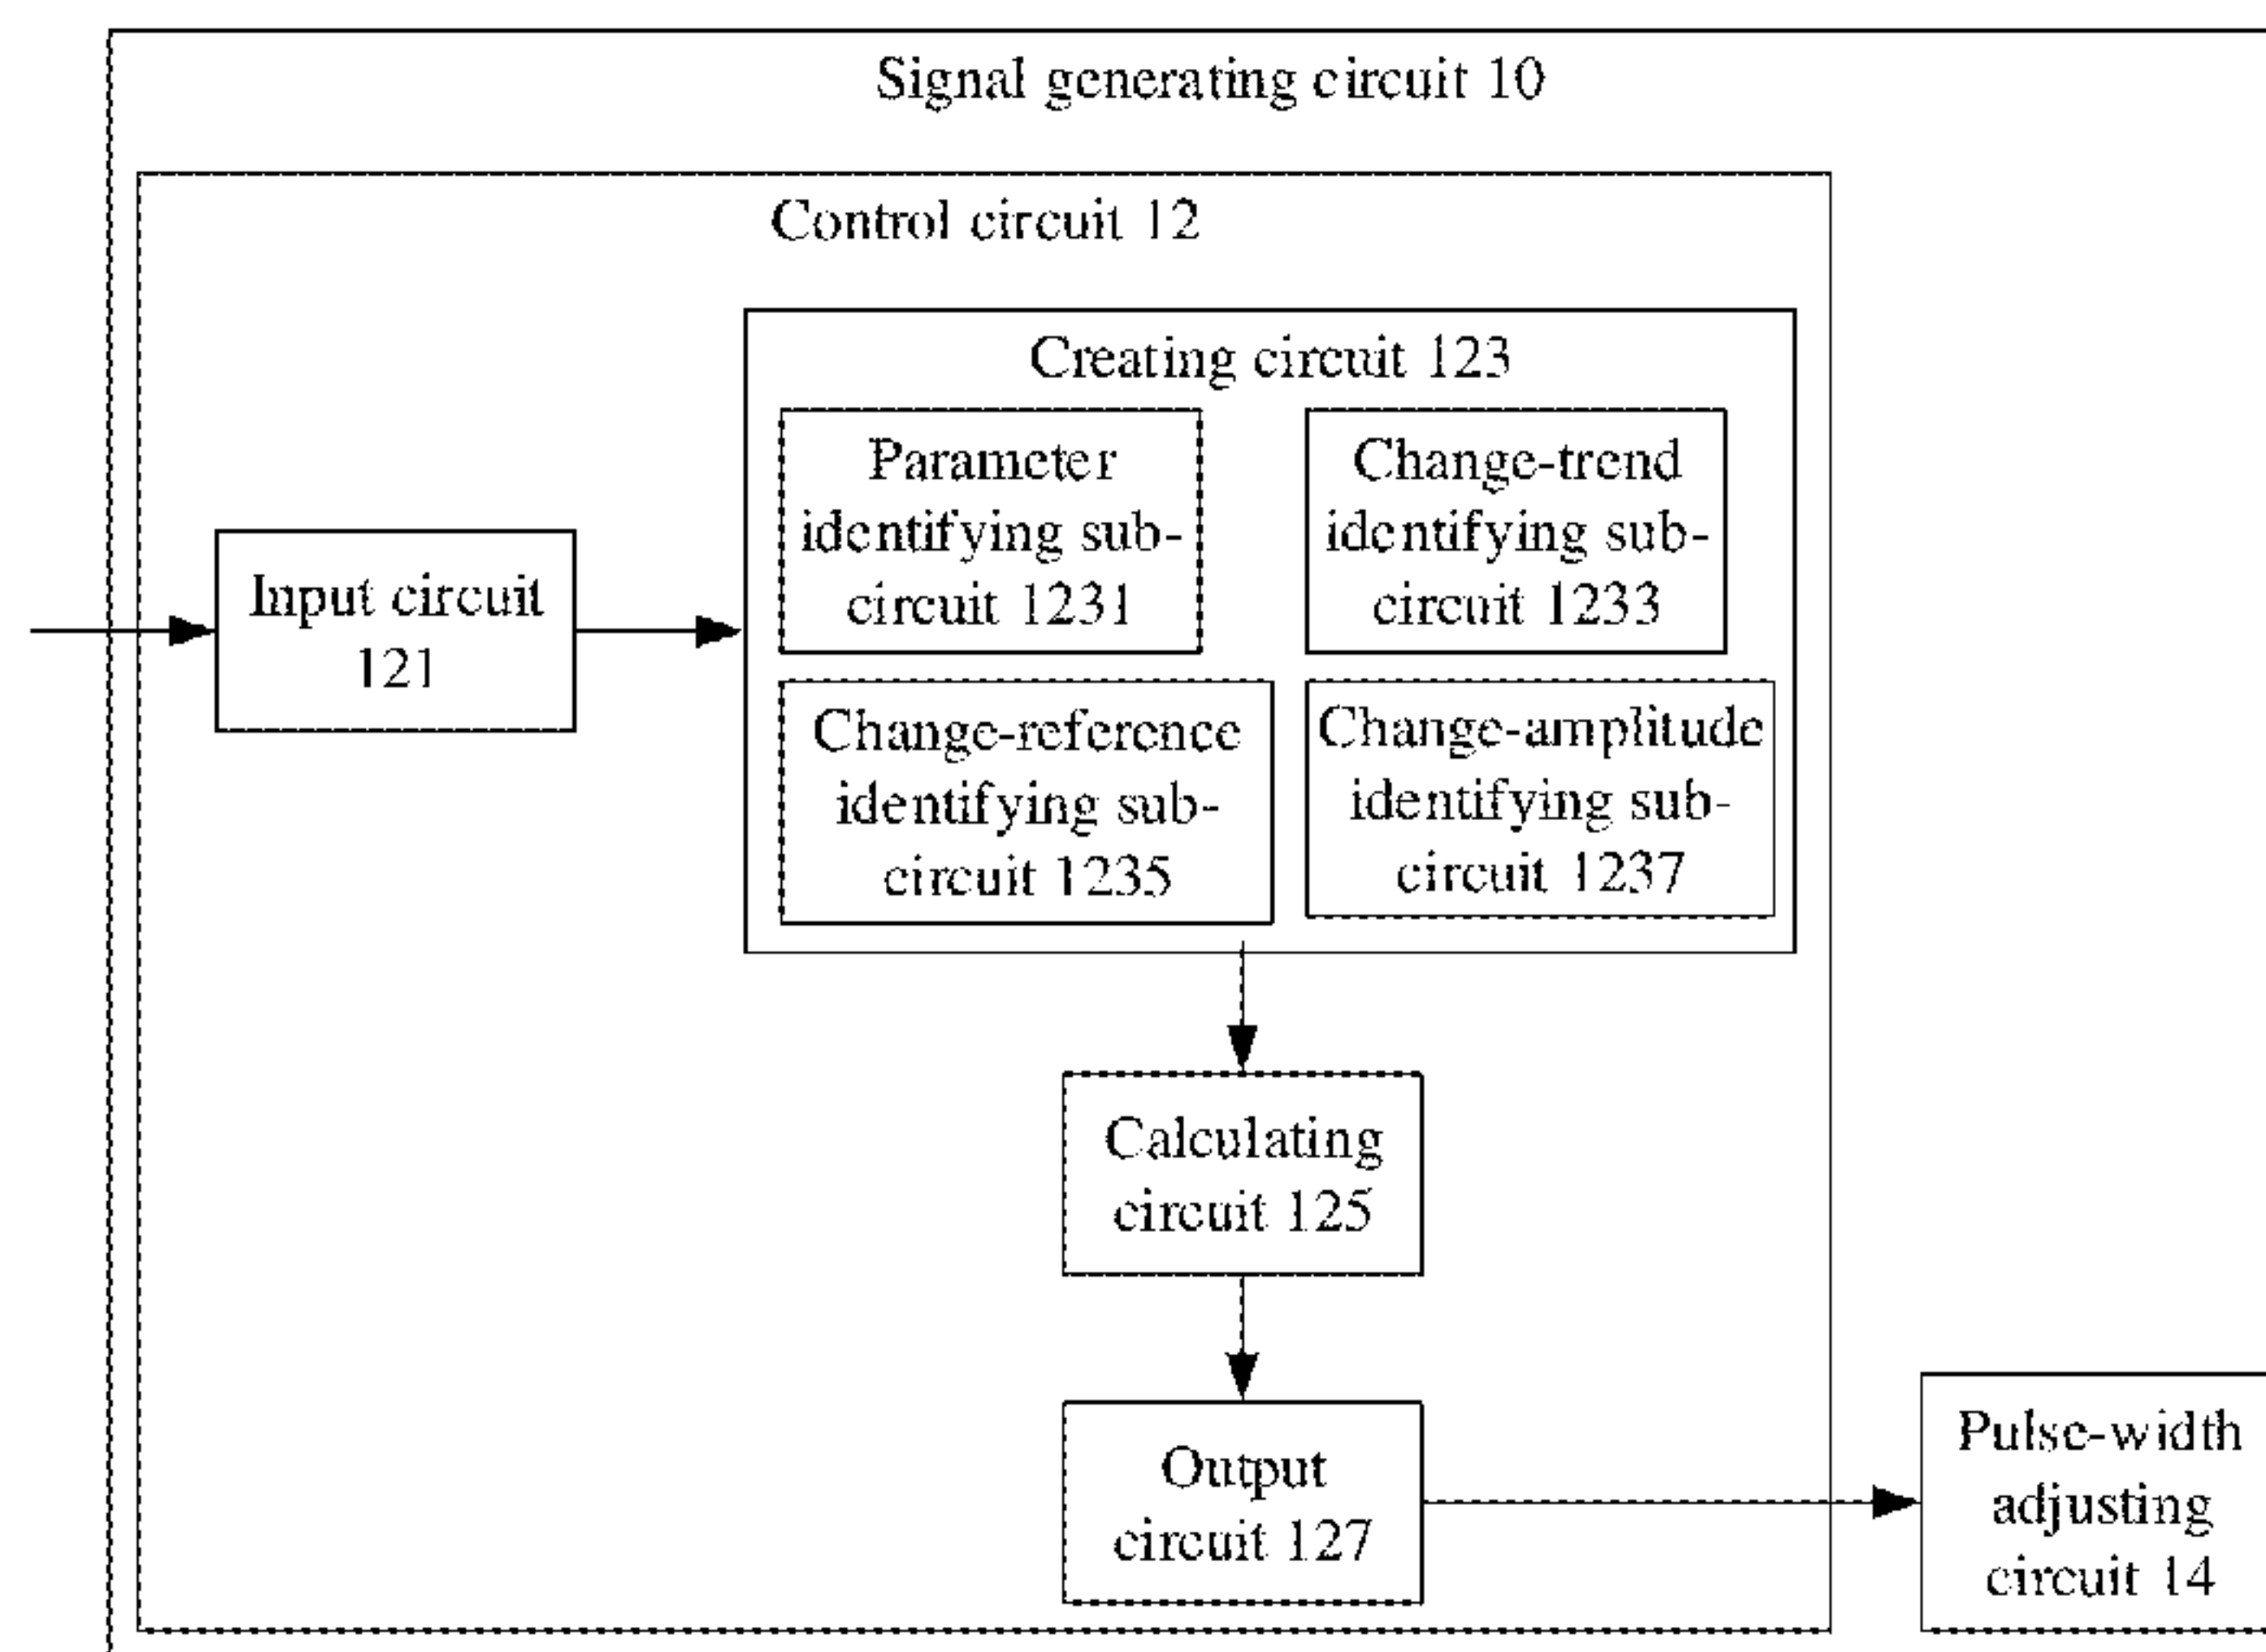 Signal generating circuit 10
Control circuit 12
Creating circuit 123
Parameter
identifying sub-
circuit 1231
Change-trend
identifying sub-
circuit 1233
Input circuit
121
Change-reference
identifying sub-
circuit 1235
Change-amplitude
identifying sub-
circuit 1237
Calculating
circuit 125
Output
circuit 127
Pulse-width
adjusting
circuit 14